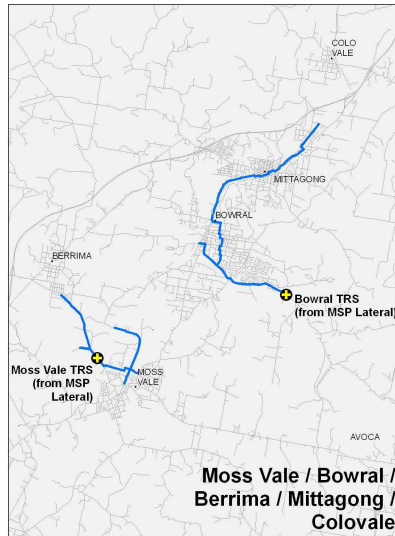 COLO
VALE
MITTAGONG
BOWRAL
BERRIMA
Bowral TRS
(from MSP Lateral)
Moss Vale TRS
(from MSP
Lateral)
MOSS
VALE
AVOCA
Moss Vale / Bowral /
Berrima / Mittagong /
Colovale